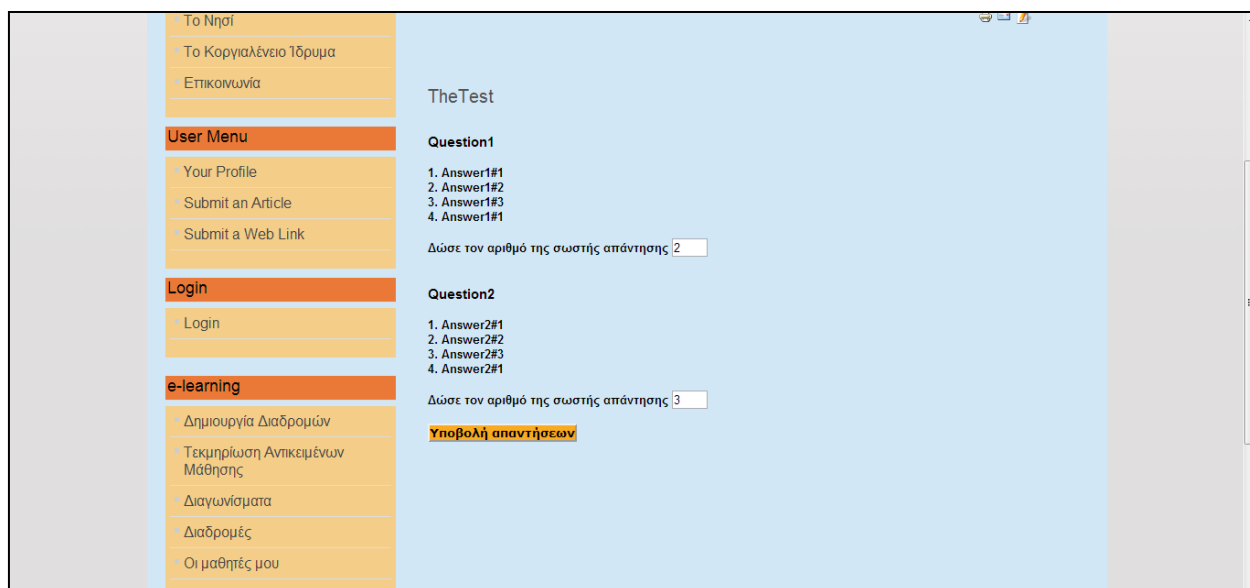 Το Νησί
Το Κοργιαλένειο Ίδρυμα
Επικοινωνία
User Menu
Your Profile
Submit an Article
Submit a Web Link
Login
Login
e-learning
Δημιουργία Διαδρομών
Τεκμηρίωση Αντικειμένων
Μάθησης
Διαγωνίσματα
Διαδρομές
Οι μαθητές μου
TheTest
Question1
1. Answer1#1
2. Answer1#2
3. Answer1#3
4. Answer1#1
Δώσε τον αριθμό της σωστής απάντησης 2
Question2
1. Answer2#1
2. Answer2#2
3. Answer2#3
4. Answer2#1
Δώσε τον αριθμό της σωστής απάντησης 3
Υποβολή απαντήσεων